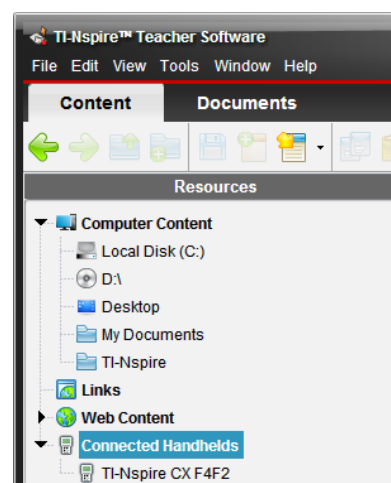 TI-Nspire™ Teacher Software
File Edit View Tools Window Help
Content Documents
Resources
Computer Content
Local Disk (C:)
D:\
Desktop
My Documents
TI-Nspire
Links
Web Content
Connected Handhelds
TI-Nspire CX F4F2